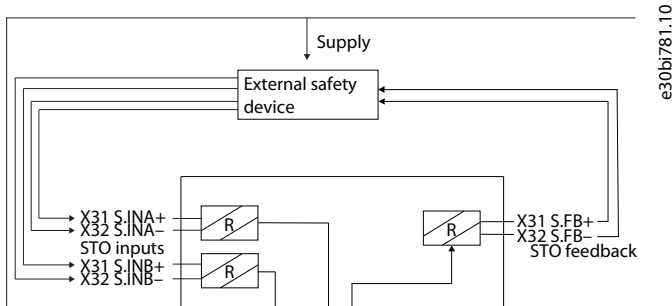 e30bi781.10
Supply
External safety
device
X31 S.INA+
X32 S.INA–
STO inputs
X31 S.INB+
X32 S.INB–
R
R
R
X31 S.FB+
X32 S.FB–
STO feedback